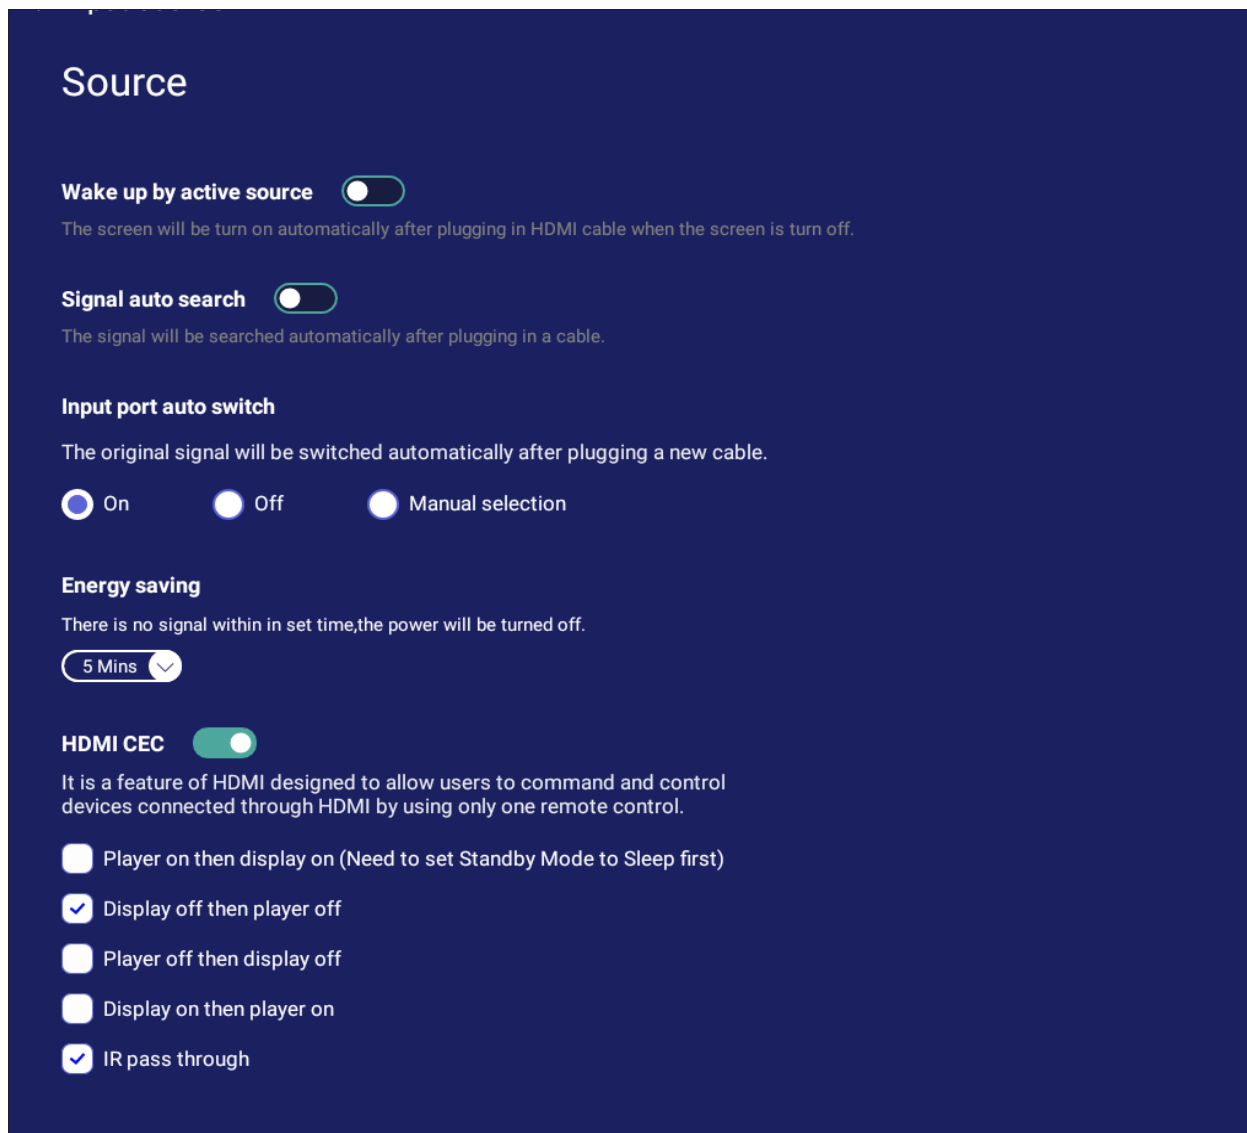 Source
Wake up by active source
The screen will be turn on automatically after plugging in HDMI cable when the screen is turn off.
Signal auto search
The signal will be searched automatically after plugging in a cable.
Input port auto switch
The original signal will be switched automatically after plugging a new cable.
On Off Manual selection
Energy saving
There is no signal within in set time,the power will be turned off.
5 Mins
HDMI CEC
It is a feature of HDMI designed to allow users to command and control
devices connected through HDMI by using only one remote control.
Player on then display on (Need to set Standby Mode to Sleep first)
Display off then player off
Player off then display off
Display on then player on
IR pass through